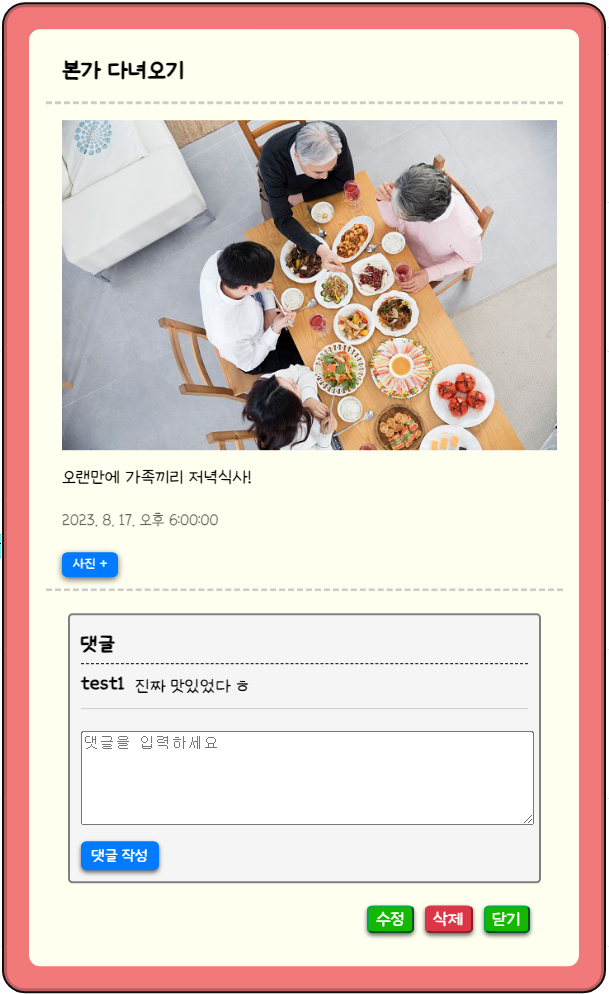 본가 다녀오기
오랜만에 가족끼리 저녁식사!
2023. 8. 17. 오후 6:00:00
사진 +
댓글
test1 진짜 맛있었다 ㅎ
댓글을 입력하세요
댓글 작성
수정 삭제 닫기